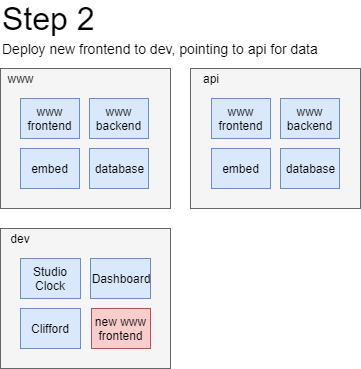 Step 2
Deploy new frontend to dev, pointing to api for data
www
api
www
frontend
www
backend
www
frontend
www
backend
embed
database
embed
database
dev
Studio
Clock
Dashboard
Clifford
new www
frontend